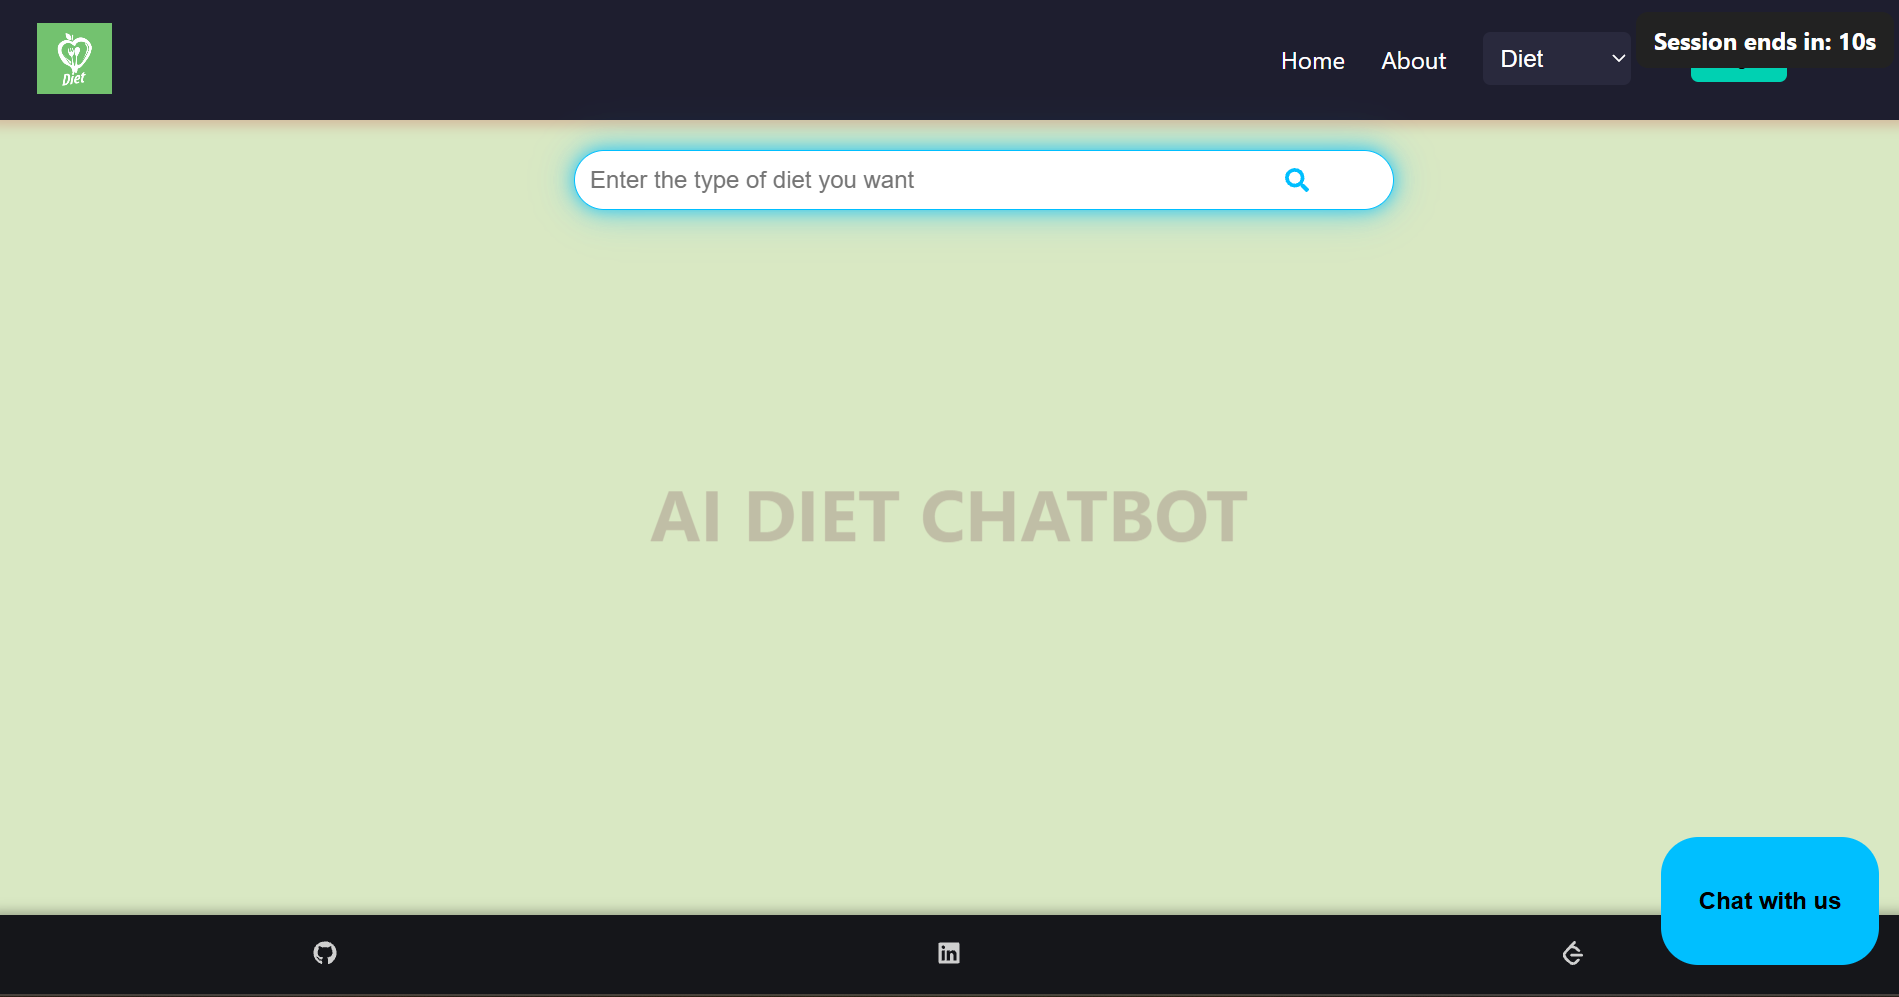 Diet
Home
About
Diet
Session ends in: 10s
Enter the type of diet you want
AI DIET CHATBOT
Chat with us
in